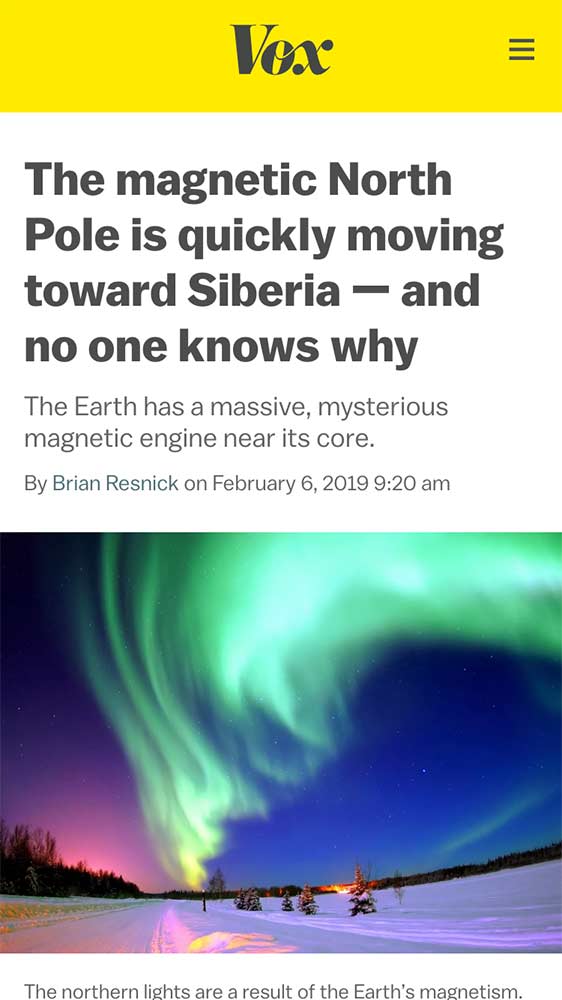 Vox
The magnetic North
Pole is quickly moving
toward Siberia — and
no one knows why
The Earth has a massive, mysterious
magnetic engine near its core.
By Brian Resnick on February 6, 2019 9:20 am
The northern lights are a result of the Earth’s magnetism.